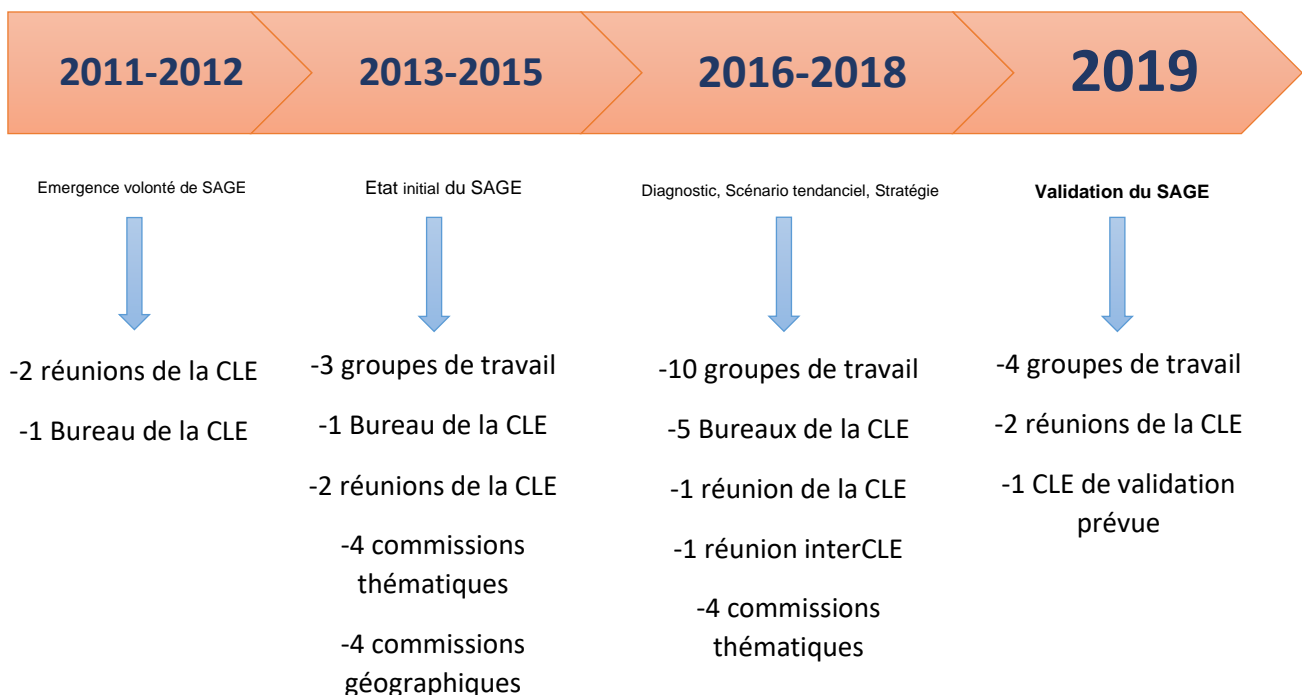 2011-2012
2013-2015
2016-2018
2019
Emergence volonté de SAGE
Etat initial du SAGE
Diagnostic, Scénario tendanciel, Stratégie
Validation du SAGE
-2 réunions de la CLE
-1 Bureau de la CLE
-3 groupes de travail
-1 Bureau de la CLE
-2 réunions de la CLE
-4 commissions
thématiques
-4 commissions
géographiques
-10 groupes de travail
-5 Bureaux de la CLE
-1 réunion de la CLE
-1 réunion interCLE
-4 commissions
thématiques
-4 groupes de travail
-2 réunions de la CLE
-1 CLE de validation
prévue